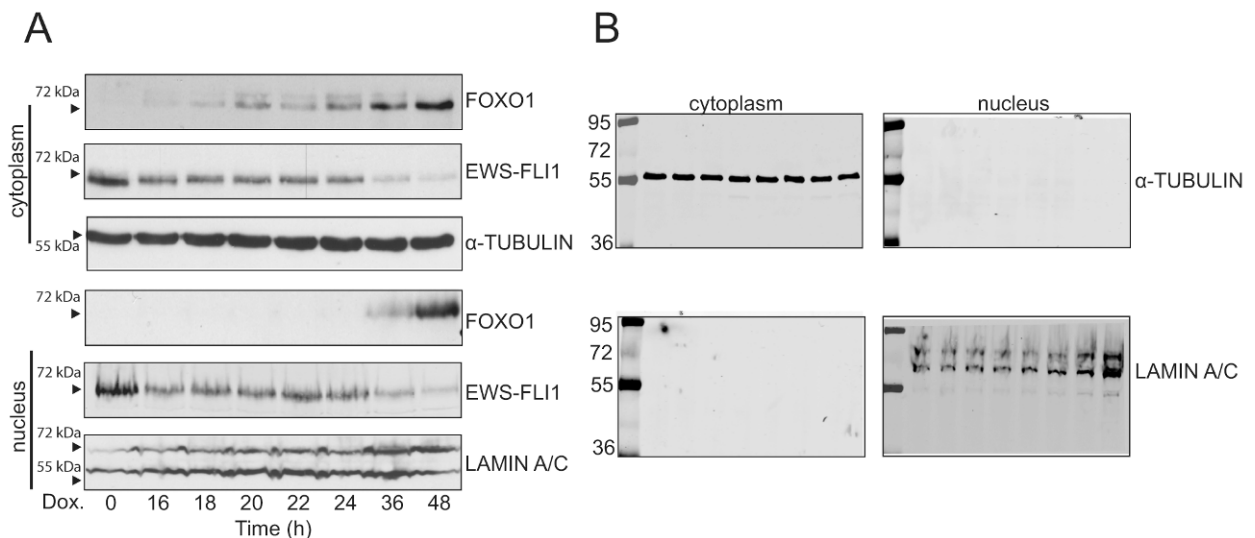 A
72 kDa
FOXO1
72 kDa
EWS-FLI1
55 kDa
α-TUBULIN
cytoplasm
72 kDa
FOXO1
72 kDa
EWS-FLI1
72 kDa
55 kDa
LAMIN A/C
nucleus
Dox. 0 16 18 20 22 24 36 48
Time (h)
B
cytoplasm nucleus
95
72
55
36
α-TUBULIN
95
72
55
36
LAMIN A/C